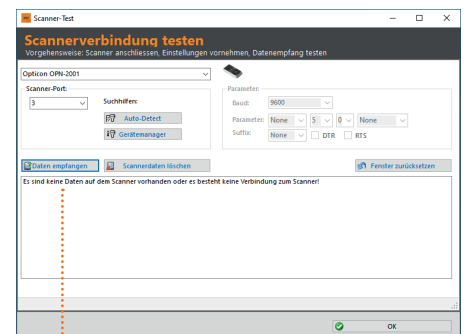 Scanner-Test
Scannerverbindung testen
Vorgehensweise: Scanner anschliessen, Einstellungen vornehmen, Datenempfang testen
Opticon OPN-2001
Scanner-Port:
3
Suchhilfen:
Auto-Detect
Gerätemanager
Parameter:
Baud: 9600
Parameter: None 5 0 None
Suffix: None DTR RTS
Daten empfangen Scannerdaten löschen Fenster zurücksetzen
Es sind keine Daten auf dem Scanner vorhanden oder es besteht keine Verbindung zum Scanner!
OK